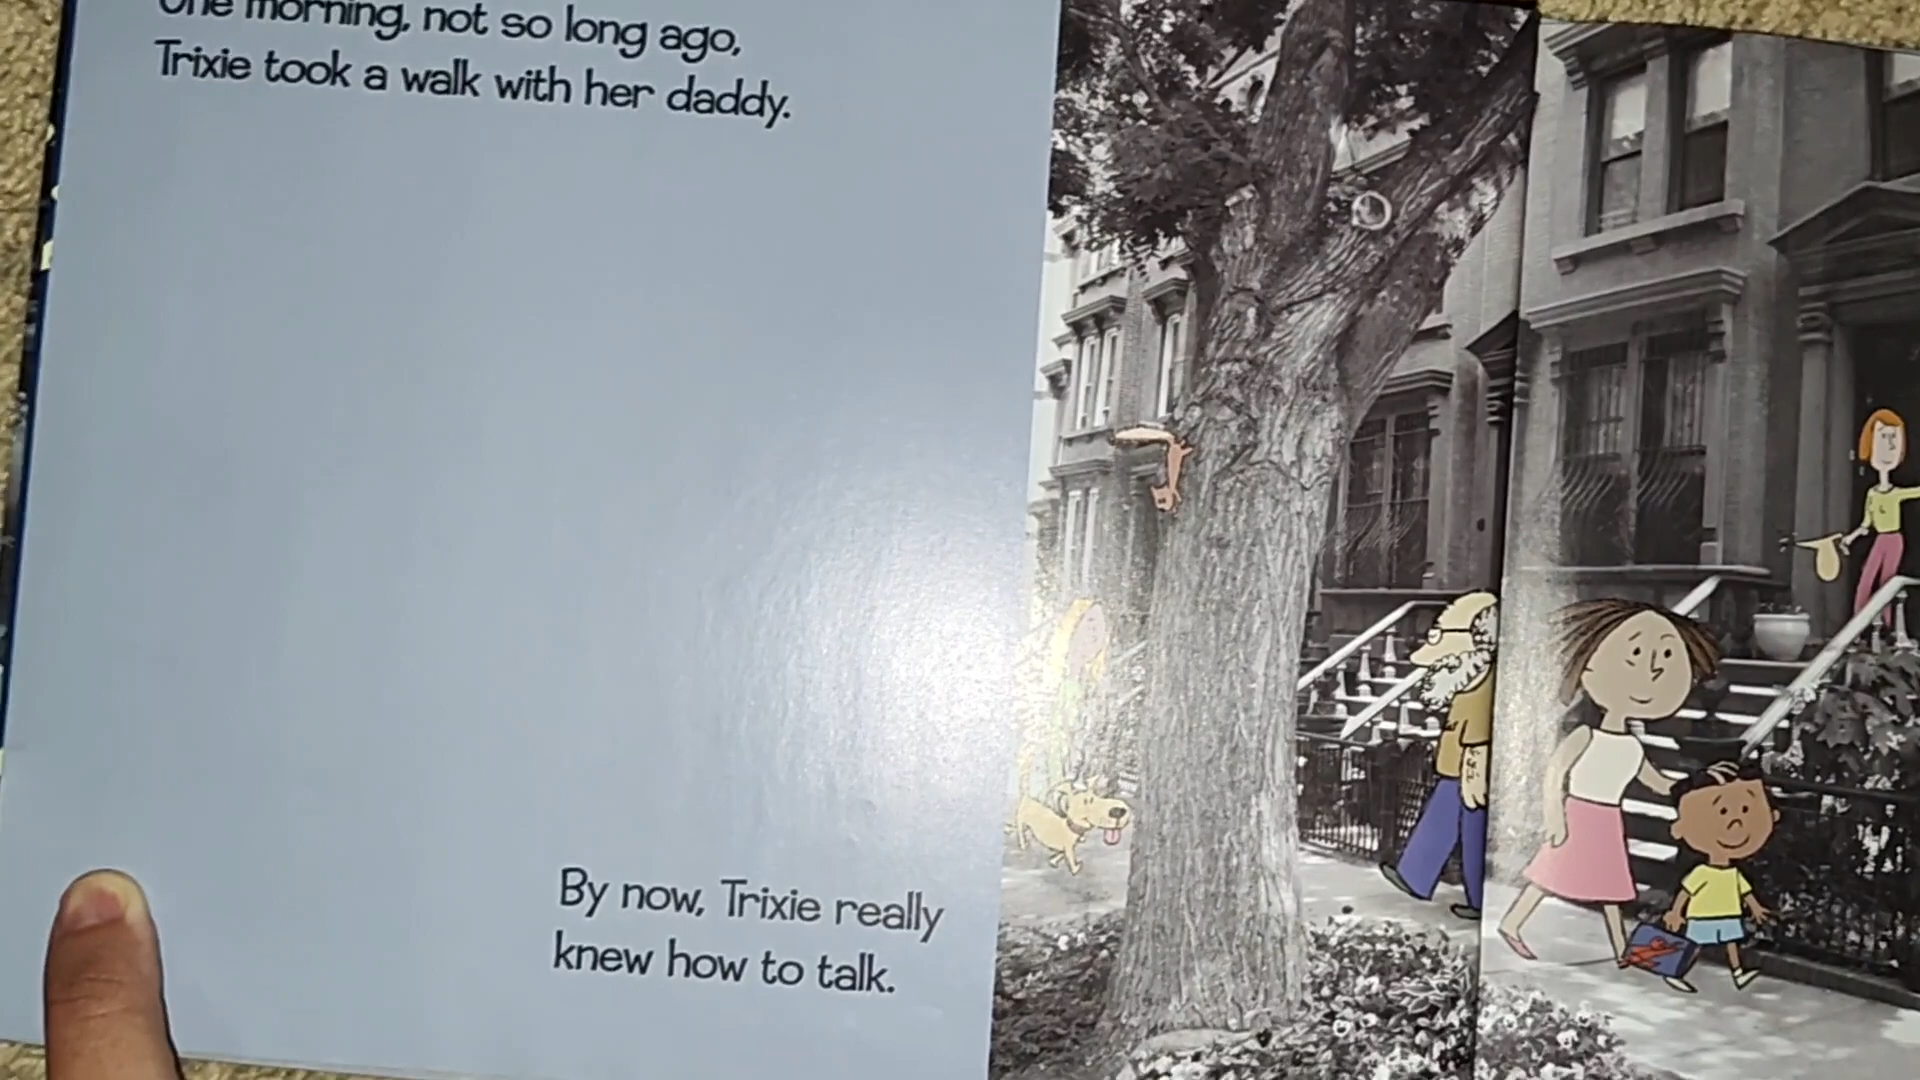 One morning, not so long ago,
Trixie took a walk with her daddy.
By now, Trixie really
knew how to talk.